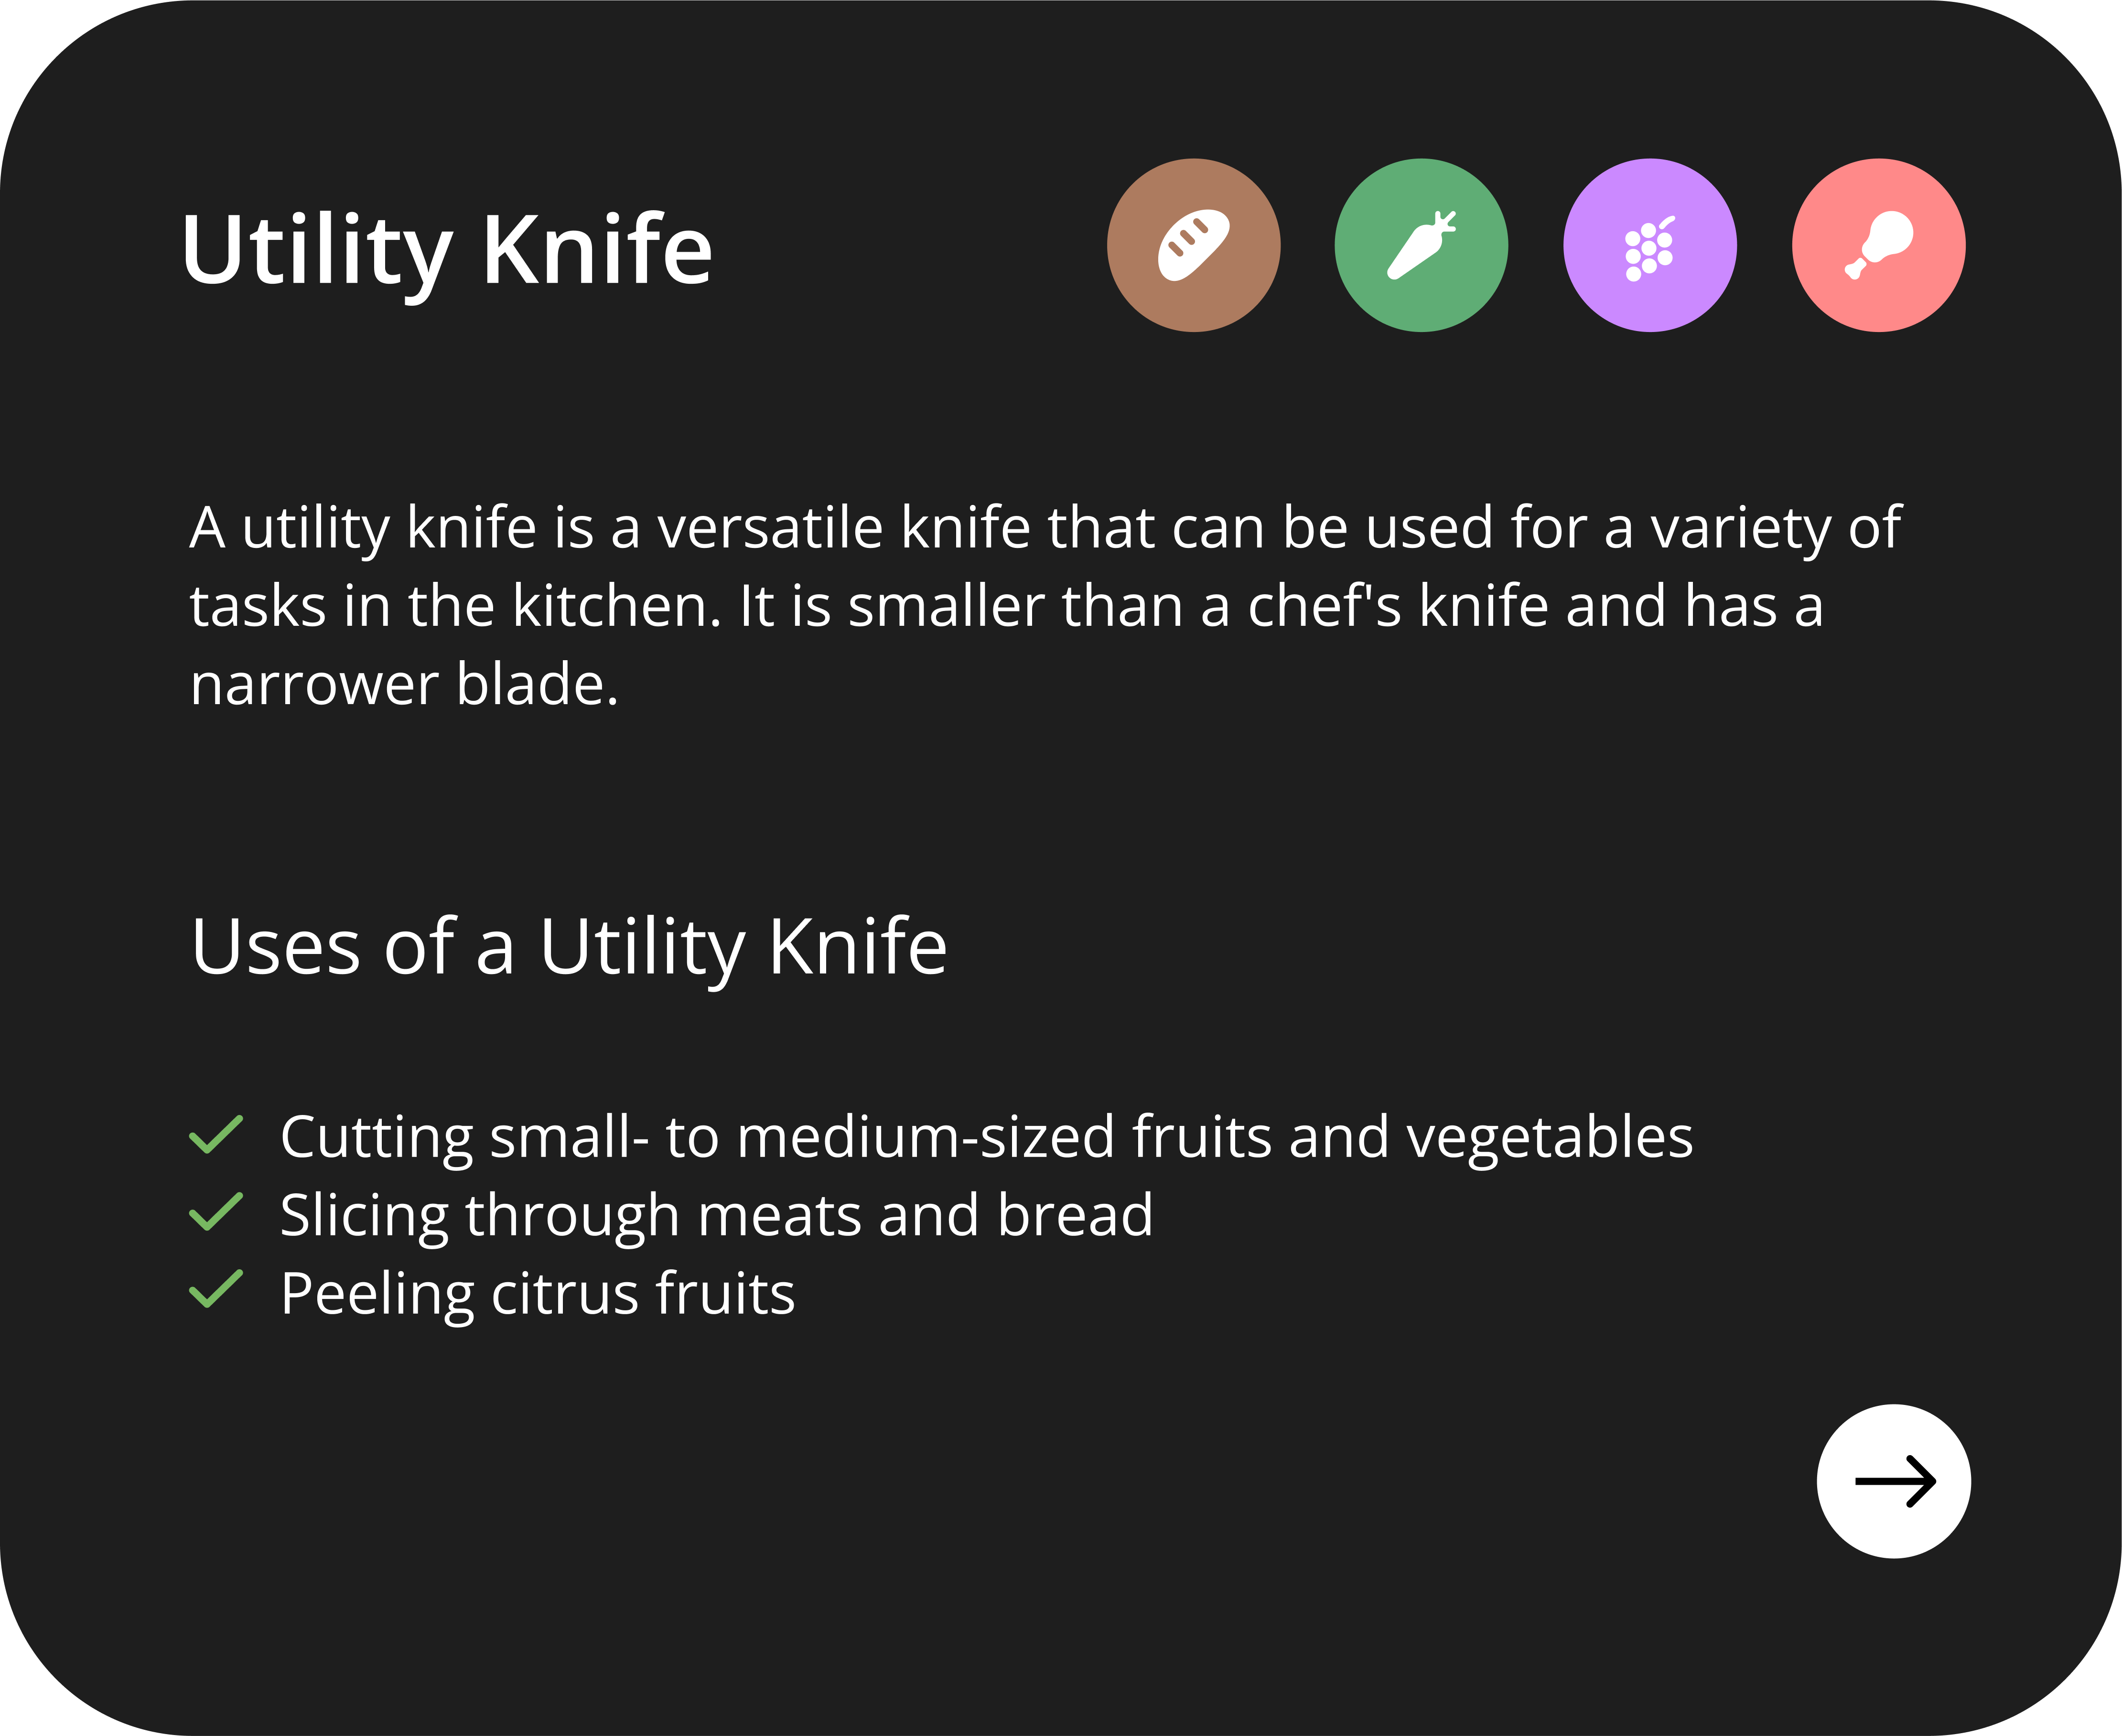 Utility Knife
A utility knife is a versatile knife that can be used for a variety of
tasks in the kitchen. It is smaller than a chef's knife and has a
narrower blade.
Uses of a Utility Knife
Cutting small- to medium-sized fruits and vegetables
Slicing through meats and bread
Peeling citrus fruits